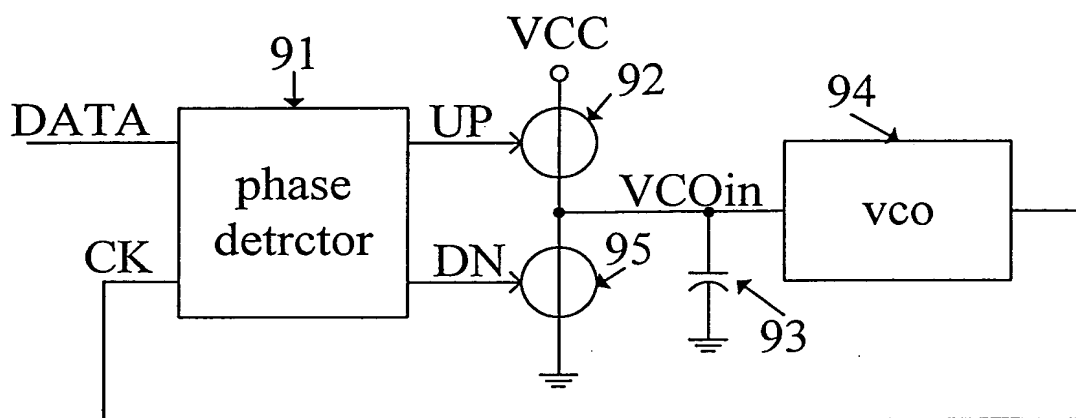 VCC
91
92
94
DATA
UP
phase
detrctor
VCOin
vco
CK
DN
95
93